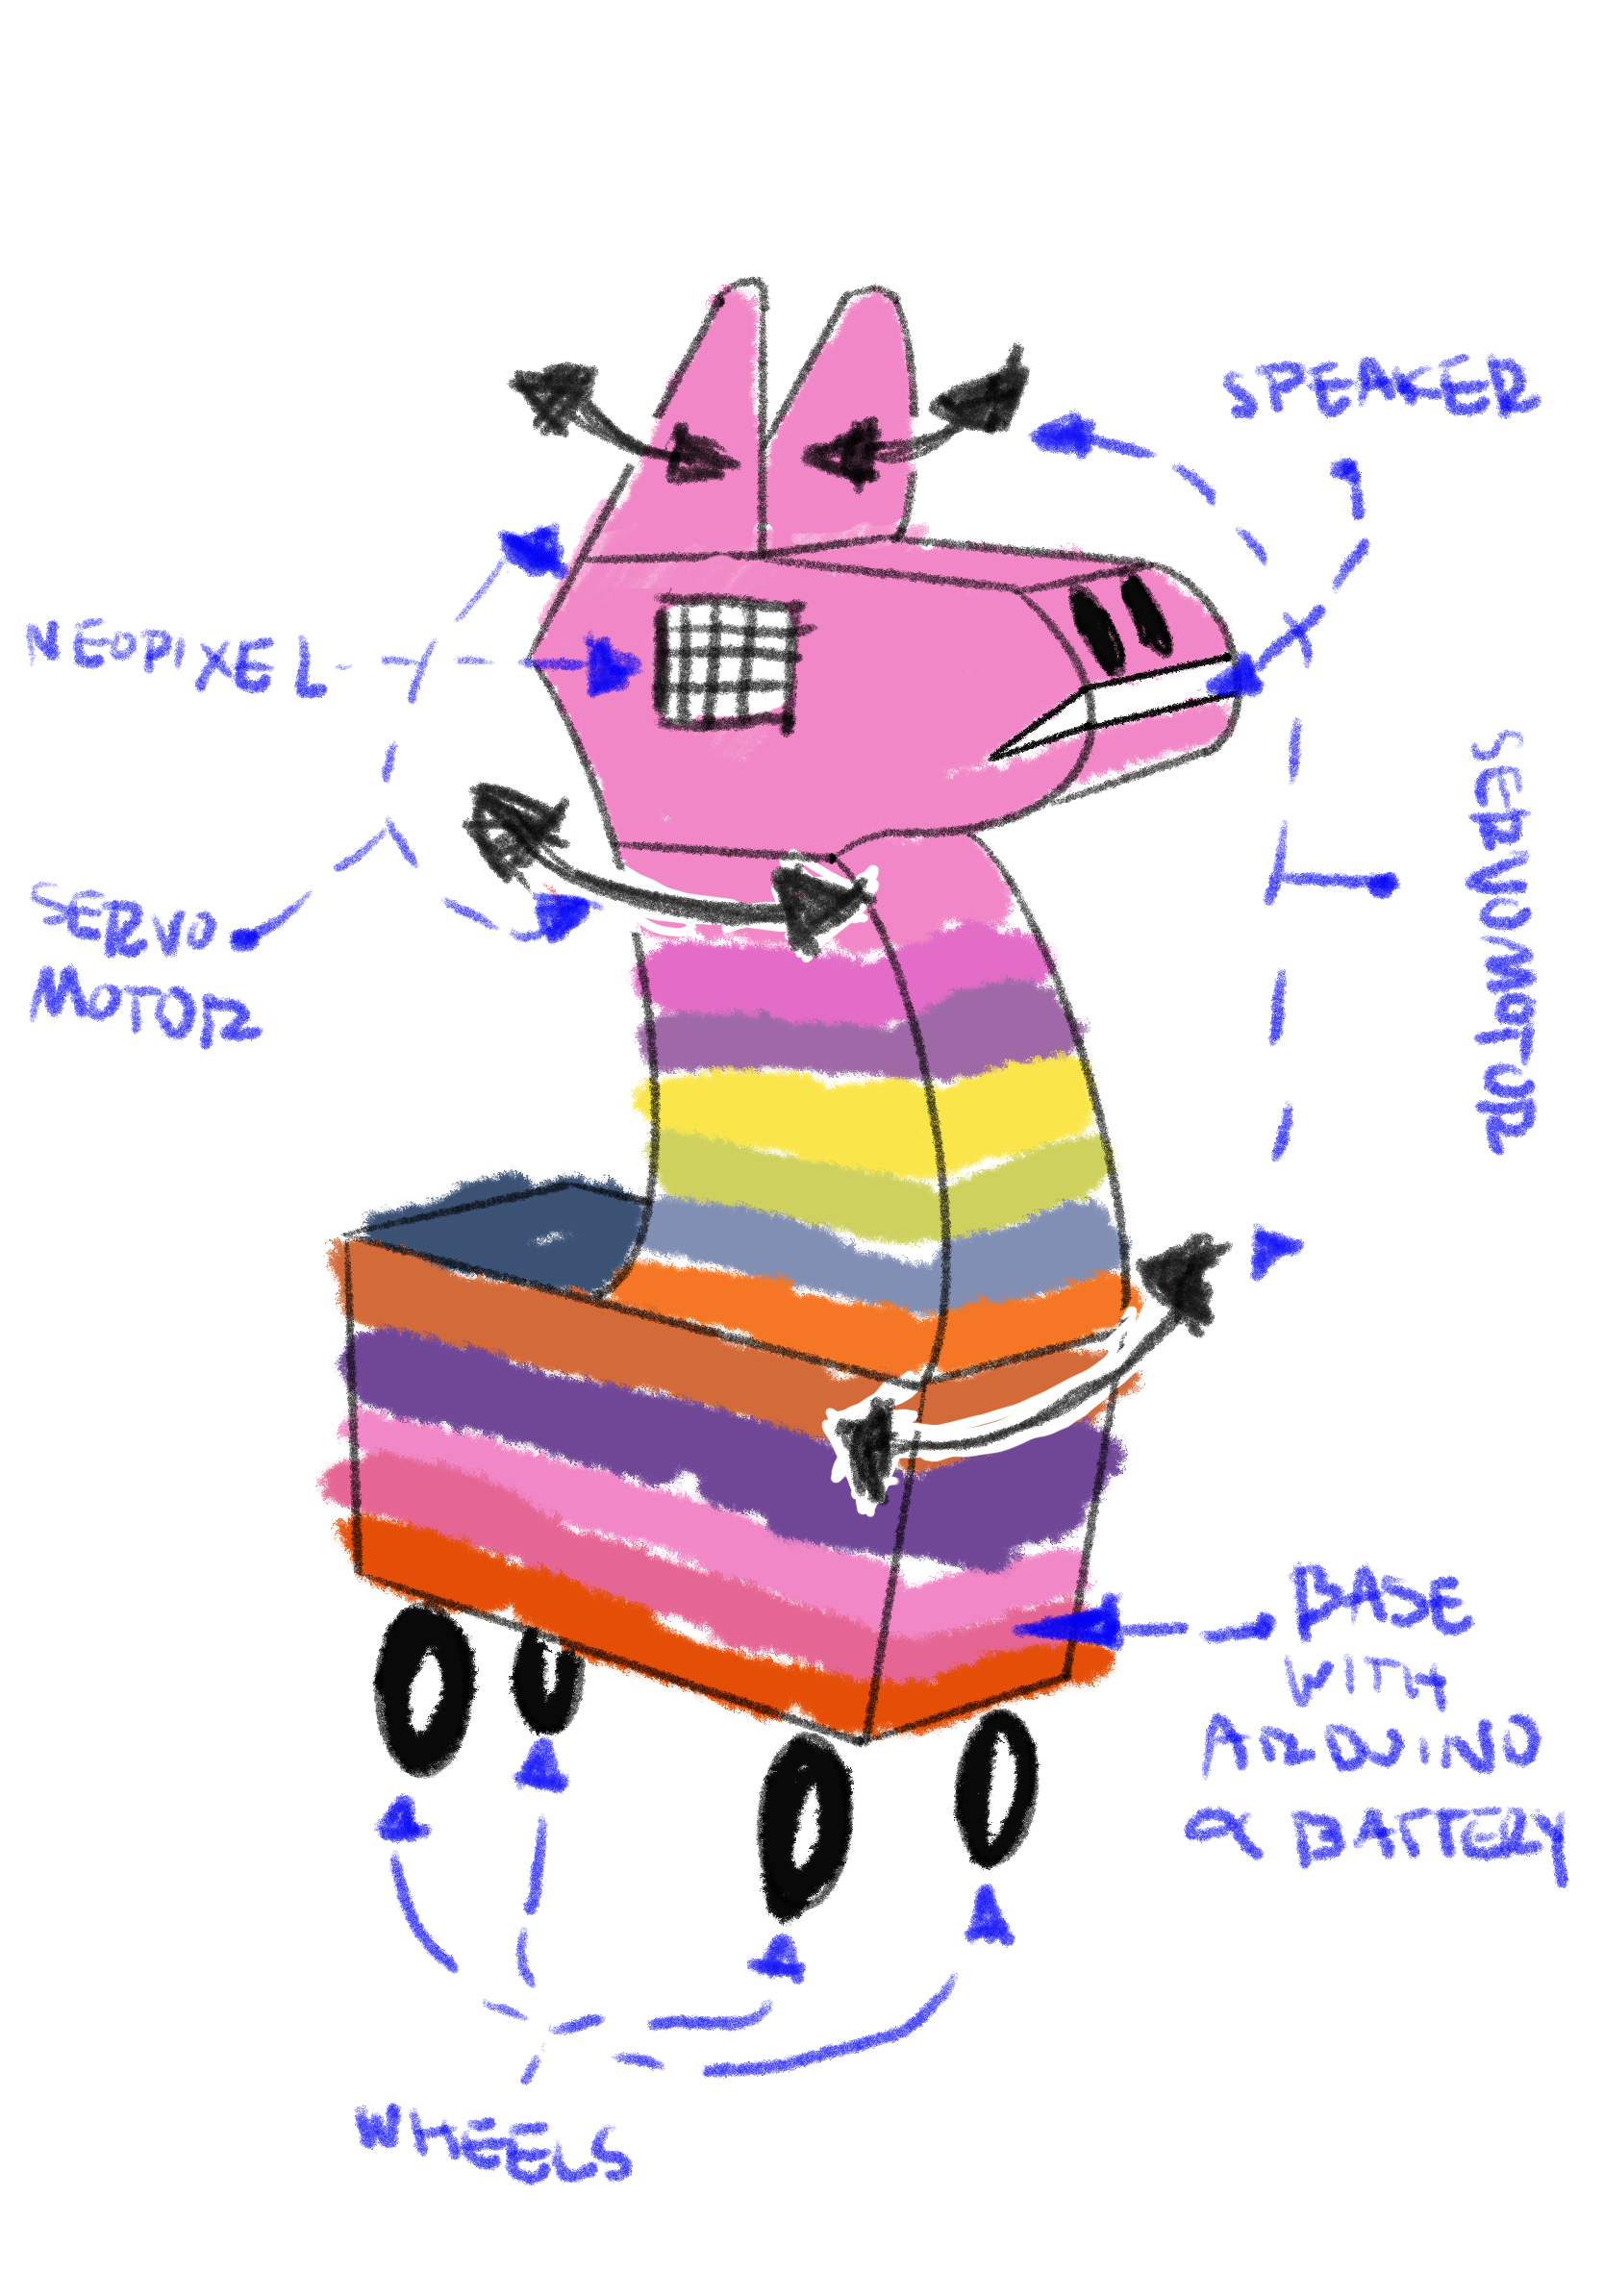 SPEAKER
NEOPIXEL
SERVOMOTOR
SERVO
MOTOR
BASE
WITH
ARDUINO
& BATTERY
WHEELS